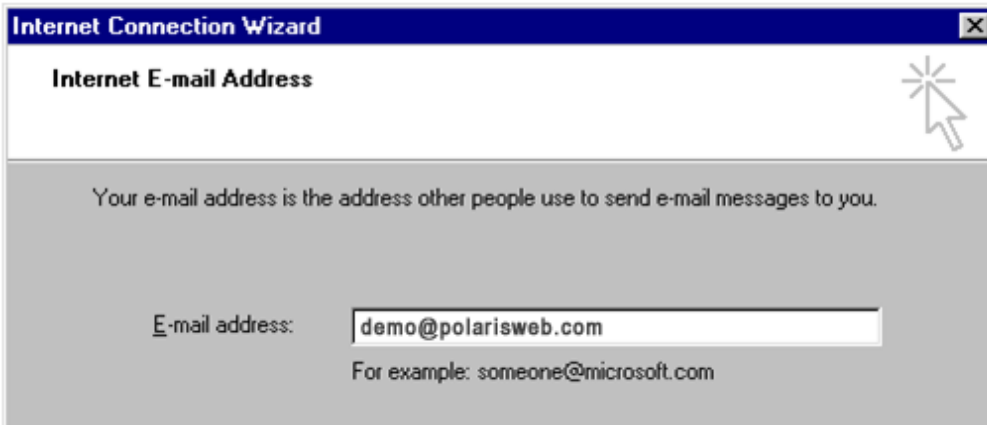 Internet Connection Wizard
Internet E-mail Address
Your e-mail address is the address other people use to send e-mail messages to you.
E-mail address: demo@polarisweb.com
For example: someone@microsoft.com